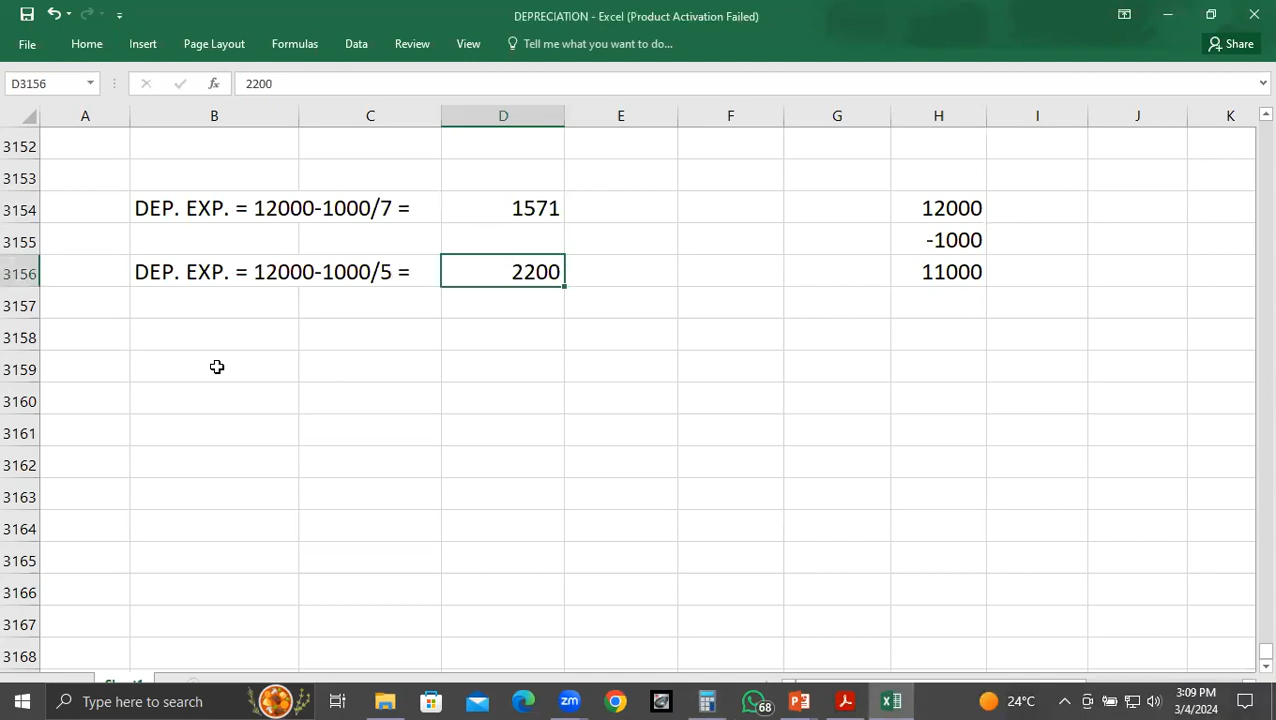 DEPRECIATION - Excel (Product Activation Failed)
File Home Insert Page Layout Formulas Data Review View Tell me what you want to do... Share
D3156 fx 2200
A B C D E F G H I J K
3152
3153
3154 DEP. EXP. = 12000-1000/7 = 1571 12000
3155 -1000
3156 DEP. EXP. = 12000-1000/5 = 2200 11000
3157
3158
3159
3160
3161
3162
3163
3164
3165
3166
3167
3168
Type here to search 68 24°C 3:09 PM
3/4/2024